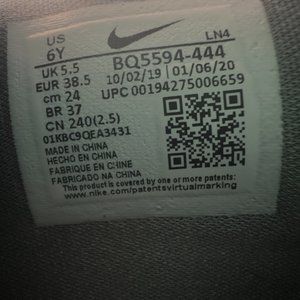 US LN4
6Y
UK 5.5 BQ5594-444
EUR 38.5 10/02/19 | 01/06/20
cm 24 UPC 00194275006659
BR 37
CN 240(2.5)
01KBC9QEA3431
MADE IN CHINA
HECHO EN CHINA
FABRIQUE EN CHINE
FABRICADO NA CHINA
This product is covered by one or more patents:
www.nike.com/patentsvirtualmarking